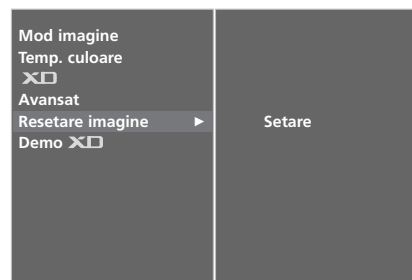 Mod imagine
Temp. culoare
XD
Avansat
Resetare imagine ► Setare
Demo XD